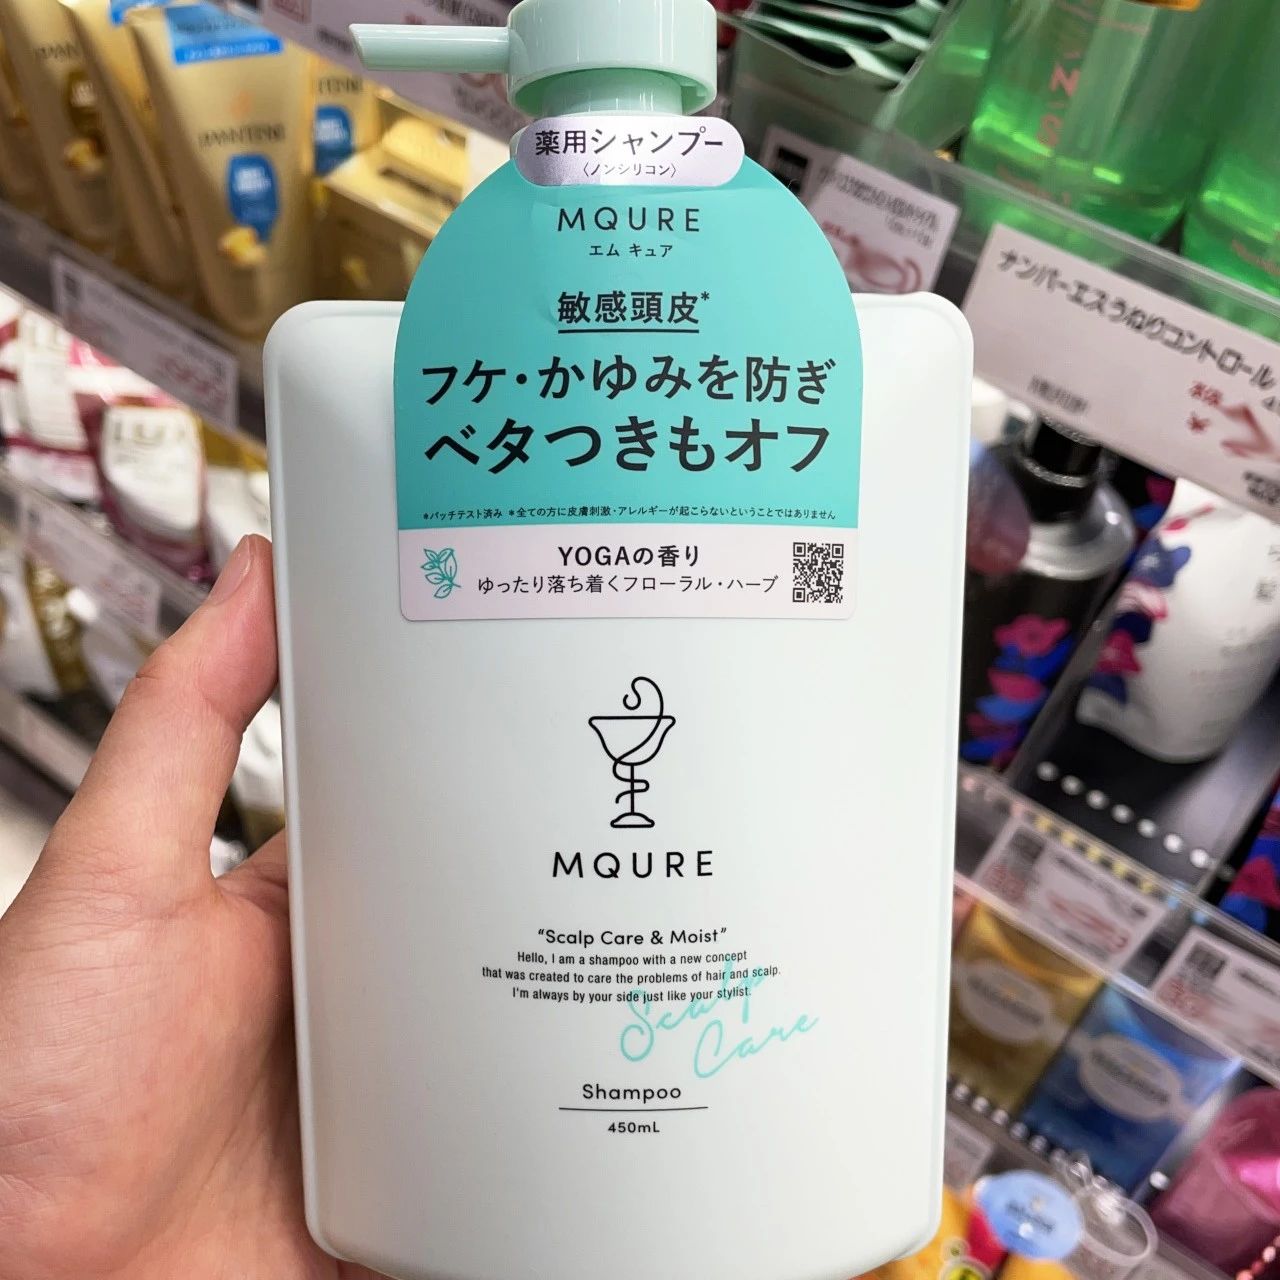 薬用シャンプー
〈ノンシリコン〉
MQURE
エム キュア
敏感頭皮*
フケ・かゆみを防ぎ
ベタつきもオフ
*パッチテスト済み *全ての方に皮膚刺激・アレルギーが起こらないということではありません
YOGAの香り
ゆったり落ち着くフローラル・ハーブ
MQURE
"Scalp Care & Moist"
Hello, I am a shampoo with a new concept
that was created to care the problems of hair and scalp.
I'm always by your side just like your stylist.
Scalp
Care
Shampoo
450mL
PANTENE
ナンバーエスうねりコントロール